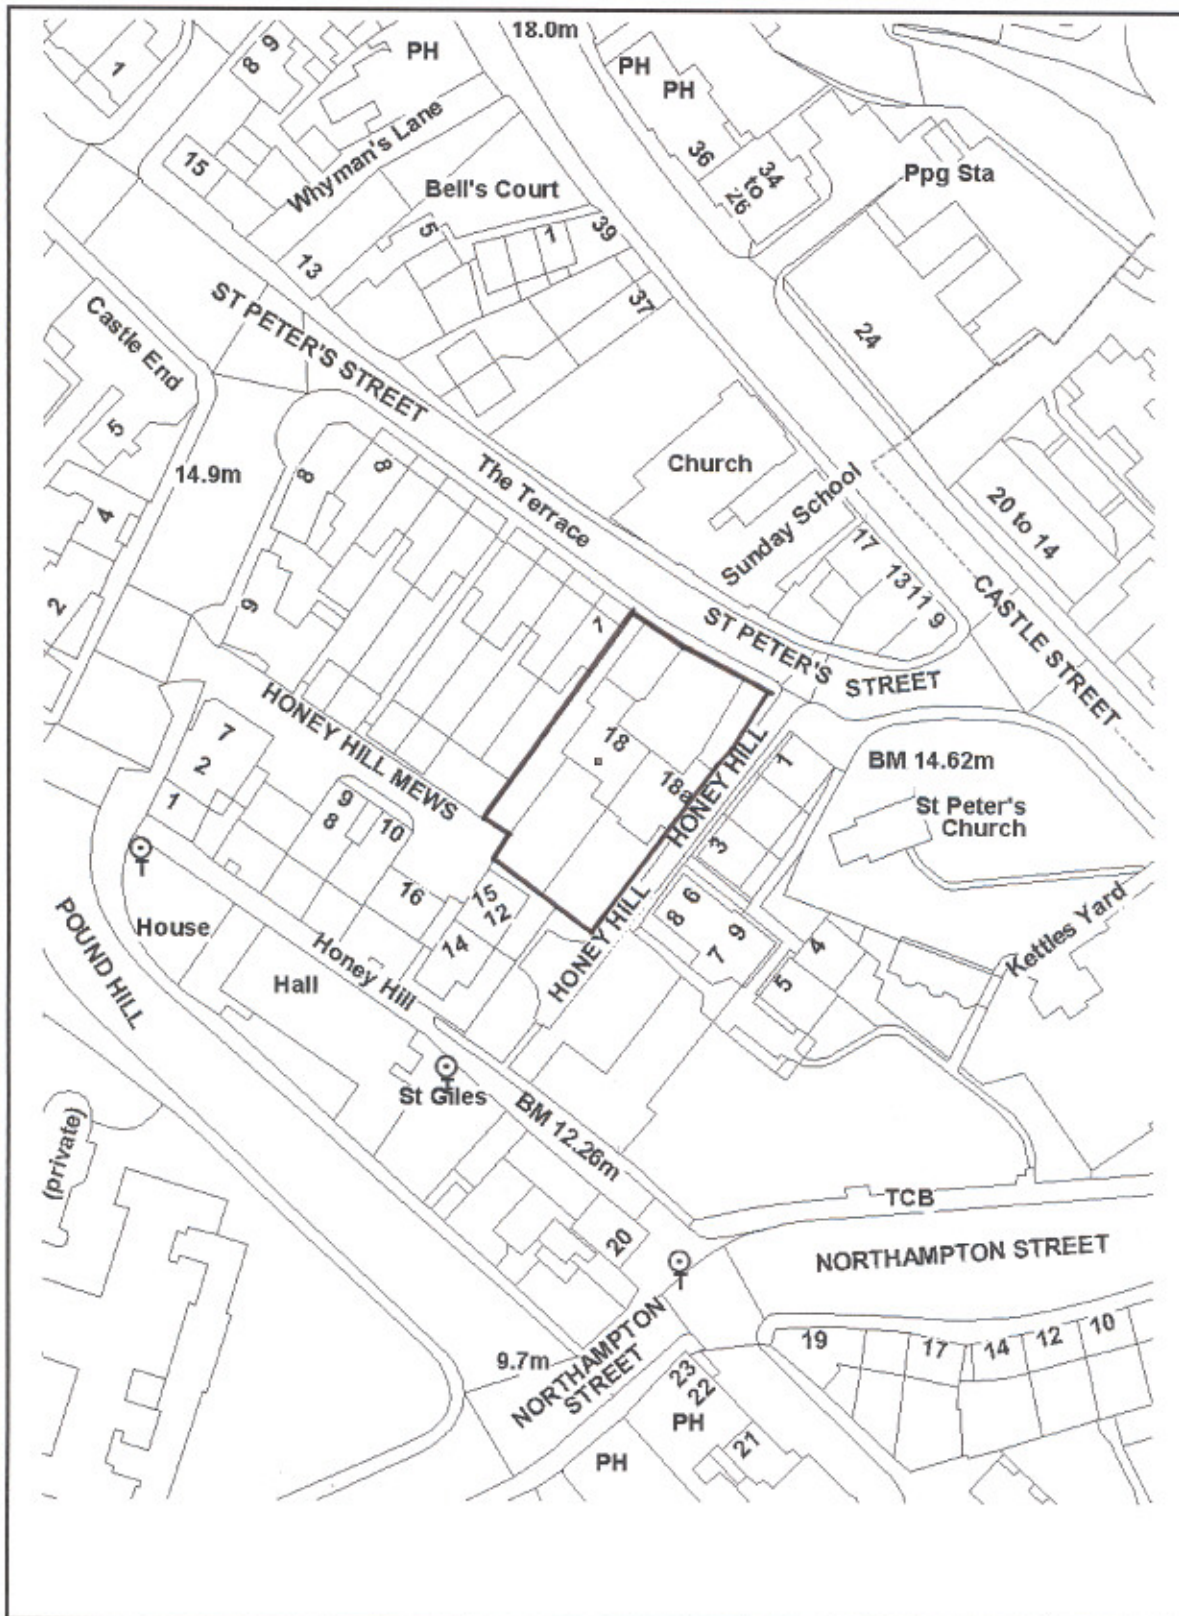 18.0m
PH
PH
PH
1
8
9
15
Whyman's Lane
36
34
to
26
Ppg Sta
Bell's Court
5
1
39
13
37
24
ST PETER'S STREET
Castle End
5
14.9m
8
8
The Terrace
Church
Sunday School
20 to 14
4
17
13
11
9
CASTLE STREET
2
9
7
ST PETER'S
STREET
HONEY HILL MEWS
7
2
1
9
8
10
18
18a
HONEY HILL
1
3
BM 14.62m
St Peter's
Church
16
15
12
14
HONEY HILL
6
8
9
7
4
5
Kettles Yard
House
Hall
Honey Hill
POUND HILL
St Giles
BM 12.26m
(private)
20
TCB
NORTHAMPTON STREET
9.7m
NORTHAMPTON
STREET
19
17
14
12
10
23
22
PH
21
PH